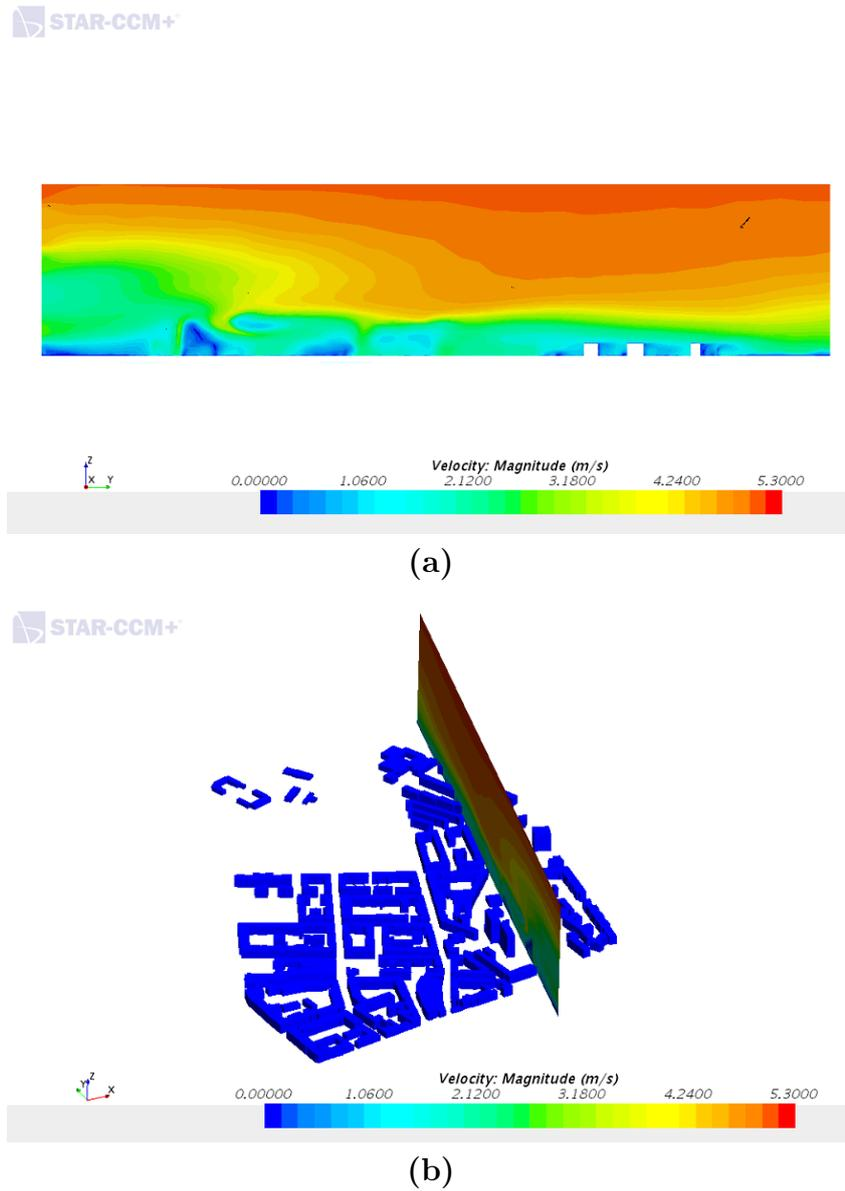 STAR-CCM+
Z
X Y
Velocity: Magnitude (m/s)
0.00000 1.0600 2.1200 3.1800 4.2400 5.3000
(a)
STAR-CCM+
Y Z
X
Velocity: Magnitude (m/s)
0.00000 1.0600 2.1200 3.1800 4.2400 5.3000
(b)